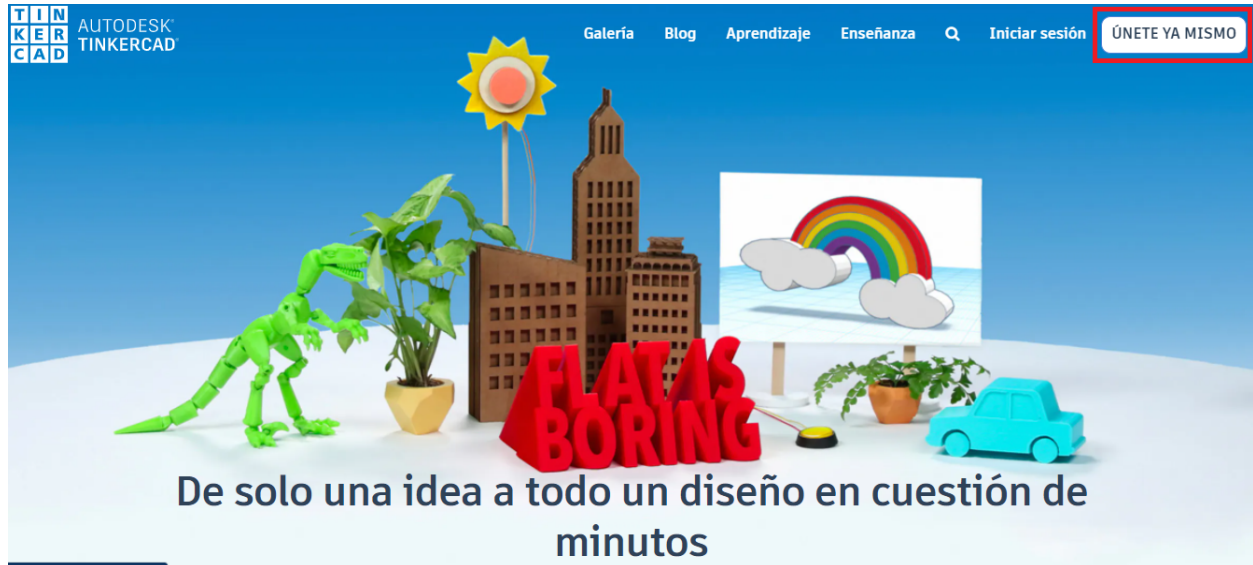 TIN
KER
CAD
AUTODESK®
TINKERCAD®
Galería Blog Aprendizaje Enseñanza Iniciar sesión ÚNETE YA MISMO
FLAT IS
BORING
De solo una idea a todo un diseño en cuestión de
minutos